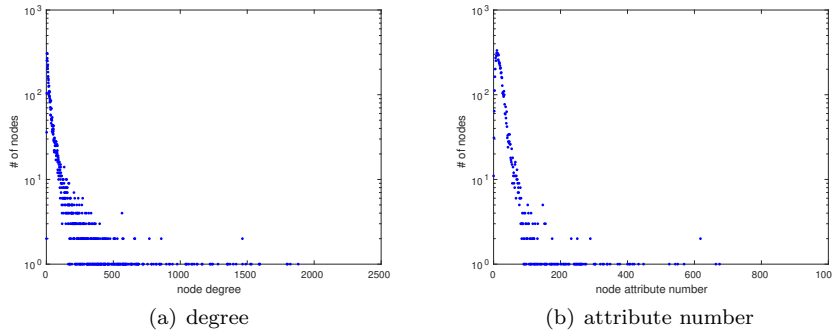 10^3
10^2
10^1
10^0
# of nodes
0 500 1000 1500 2000 2500
node degree
(a) degree
10^3
10^2
10^1
10^0
# of nodes
0 200 400 600 800 100
node attribute number
(b) attribute number